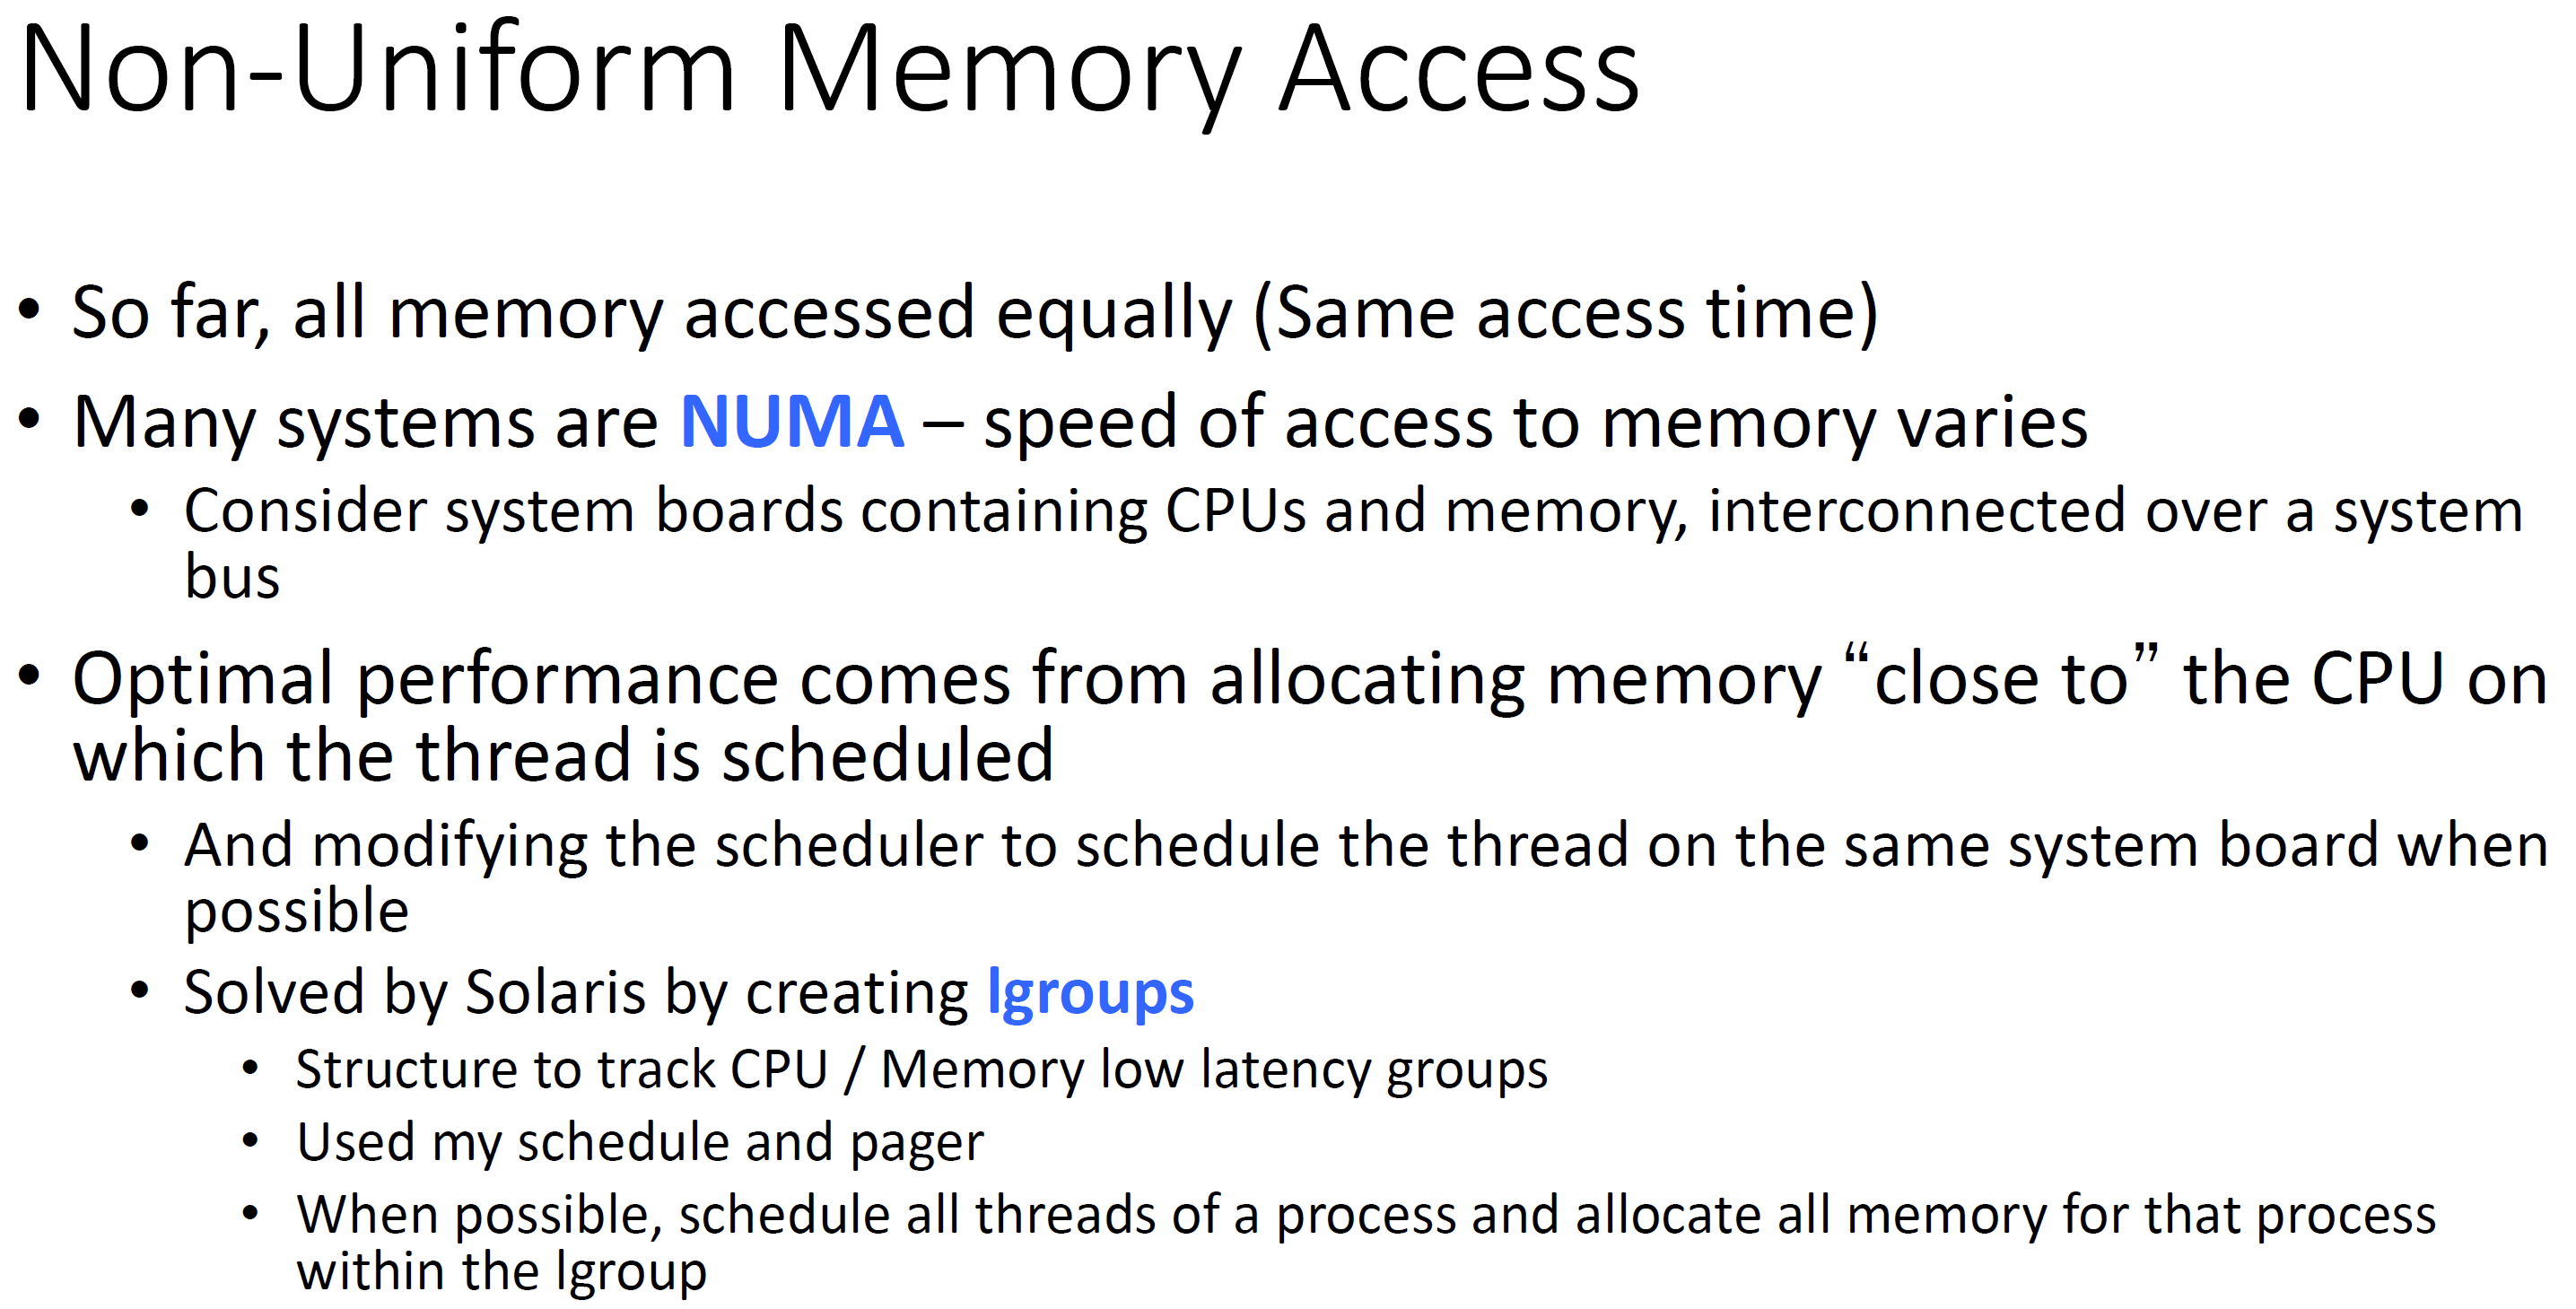 Non-Uniform Memory Access
• So far, all memory accessed equally (Same access time)
• Many systems are NUMA – speed of access to memory varies
• Consider system boards containing CPUs and memory, interconnected over a system
bus
• Optimal performance comes from allocating memory “close to” the CPU on
which the thread is scheduled
• And modifying the scheduler to schedule the thread on the same system board when
possible
• Solved by Solaris by creating lgroups
• Structure to track CPU / Memory low latency groups
• Used my schedule and pager
• When possible, schedule all threads of a process and allocate all memory for that process
within the lgroup